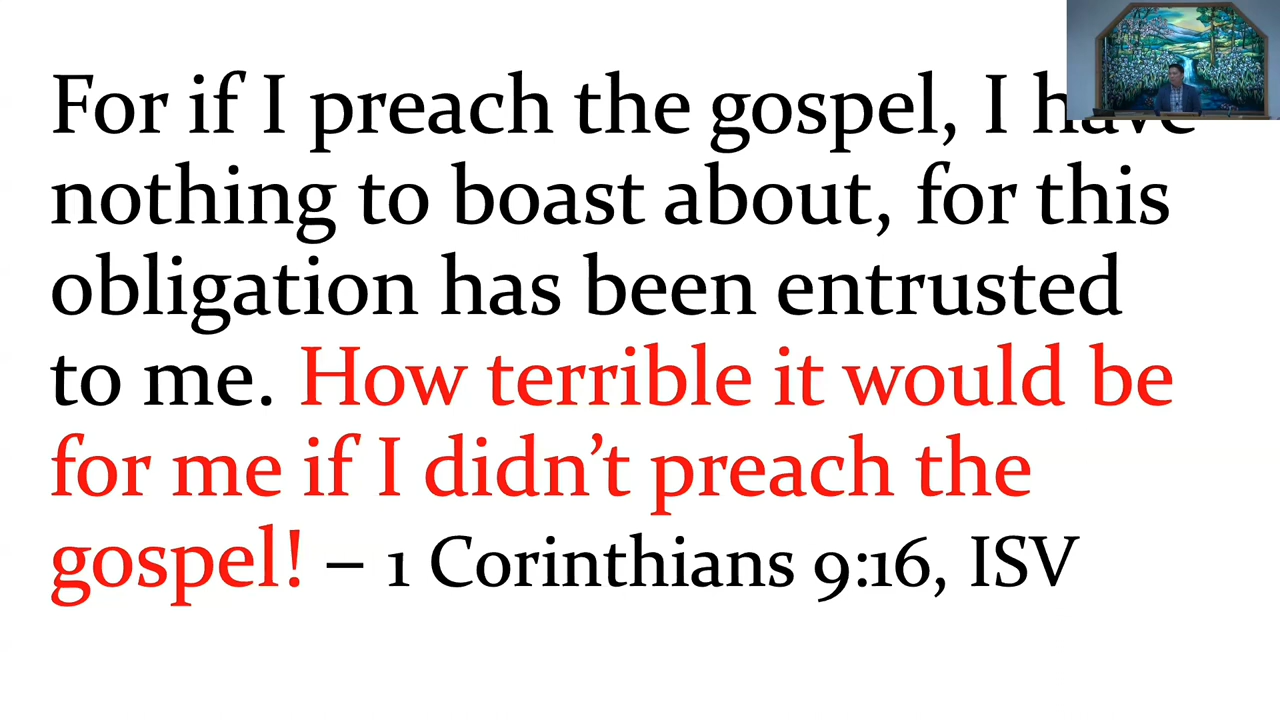 For if I preach the gospel, I have
nothing to boast about, for this
obligation has been entrusted
to me. How terrible it would be
for me if I didn’t preach the
gospel! – 1 Corinthians 9:16, ISV